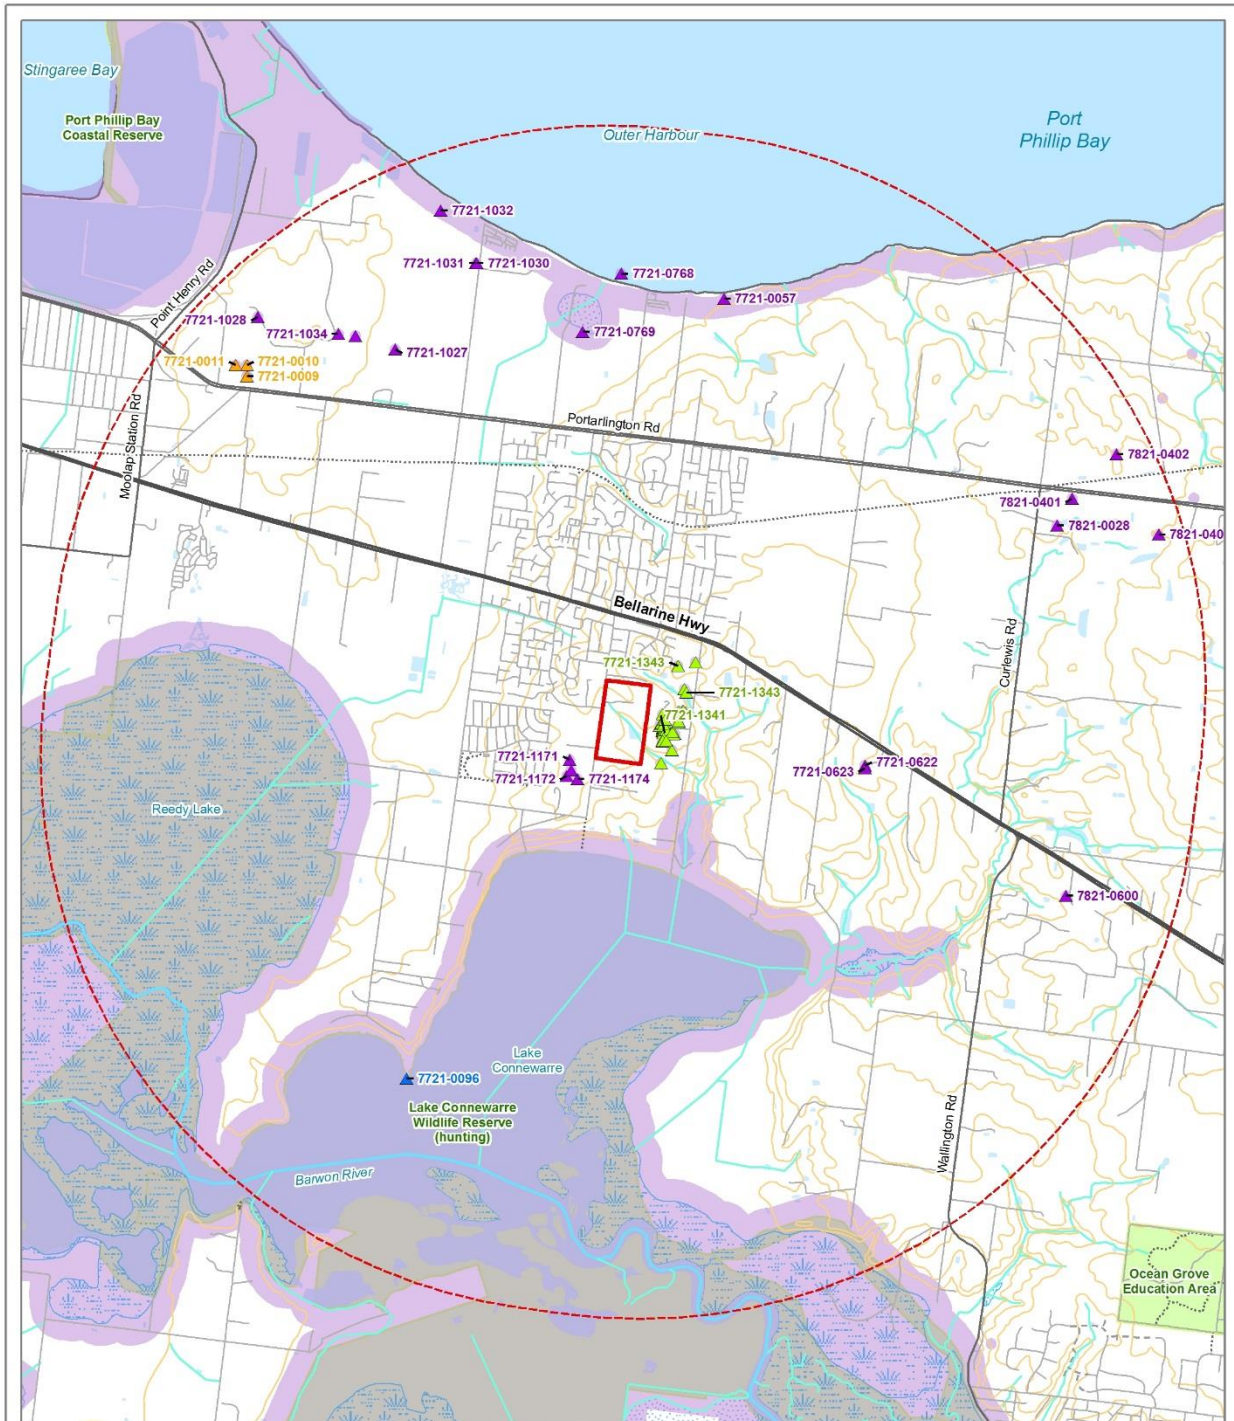 Stingaree Bay
Port Phillip Bay
Coastal Reserve
Outer Harbour
Port
Phillip Bay
7721-1032
7721-1031
7721-1030
7721-0768
7721-0057
Point Henry Rd
7721-1028
7721-1034
7721-0769
7721-1027
7721-0011
7721-0010
7721-0009
Portarlington Rd
Moolap Station Rd
7821-0402
7821-0401
7821-0028
7821-040
Bellarine Hwy
Curlewis Rd
7721-1343
7721-1343
7721-1341
7721-1171
7721-1172
7721-1174
7721-0622
7721-0623
Reedy Lake
7821-0600
Lake
Connewarre
7721-0096
Lake Connewarre
Wildlife Reserve
(hunting)
Wallington Rd
Barwon River
Ocean Grove
Education Area